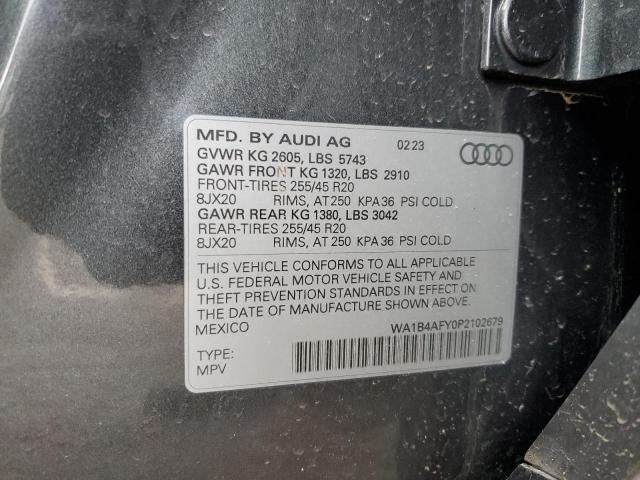 MFD. BY AUDI AG 02 23
GVWR KG 2605, LBS 5743
GAWR FRONT KG 1320, LBS 2910
FRONT-TIRES 255/45 R20
8JX20 RIMS, AT 250 KPA 36 PSI COLD
GAWR REAR KG 1380, LBS 3042
REAR-TIRES 255/45 R20
8JX20 RIMS, AT 250 KPA 36 PSI COLD
THIS VEHICLE CONFORMS TO ALL APPLICABLE
U.S. FEDERAL MOTOR VEHICLE SAFETY AND
THEFT PREVENTION STANDARDS IN EFFECT ON
THE DATE OF MANUFACTURE SHOWN ABOVE.
MEXICO WA1B4AFY0P2102679
TYPE:
MPV